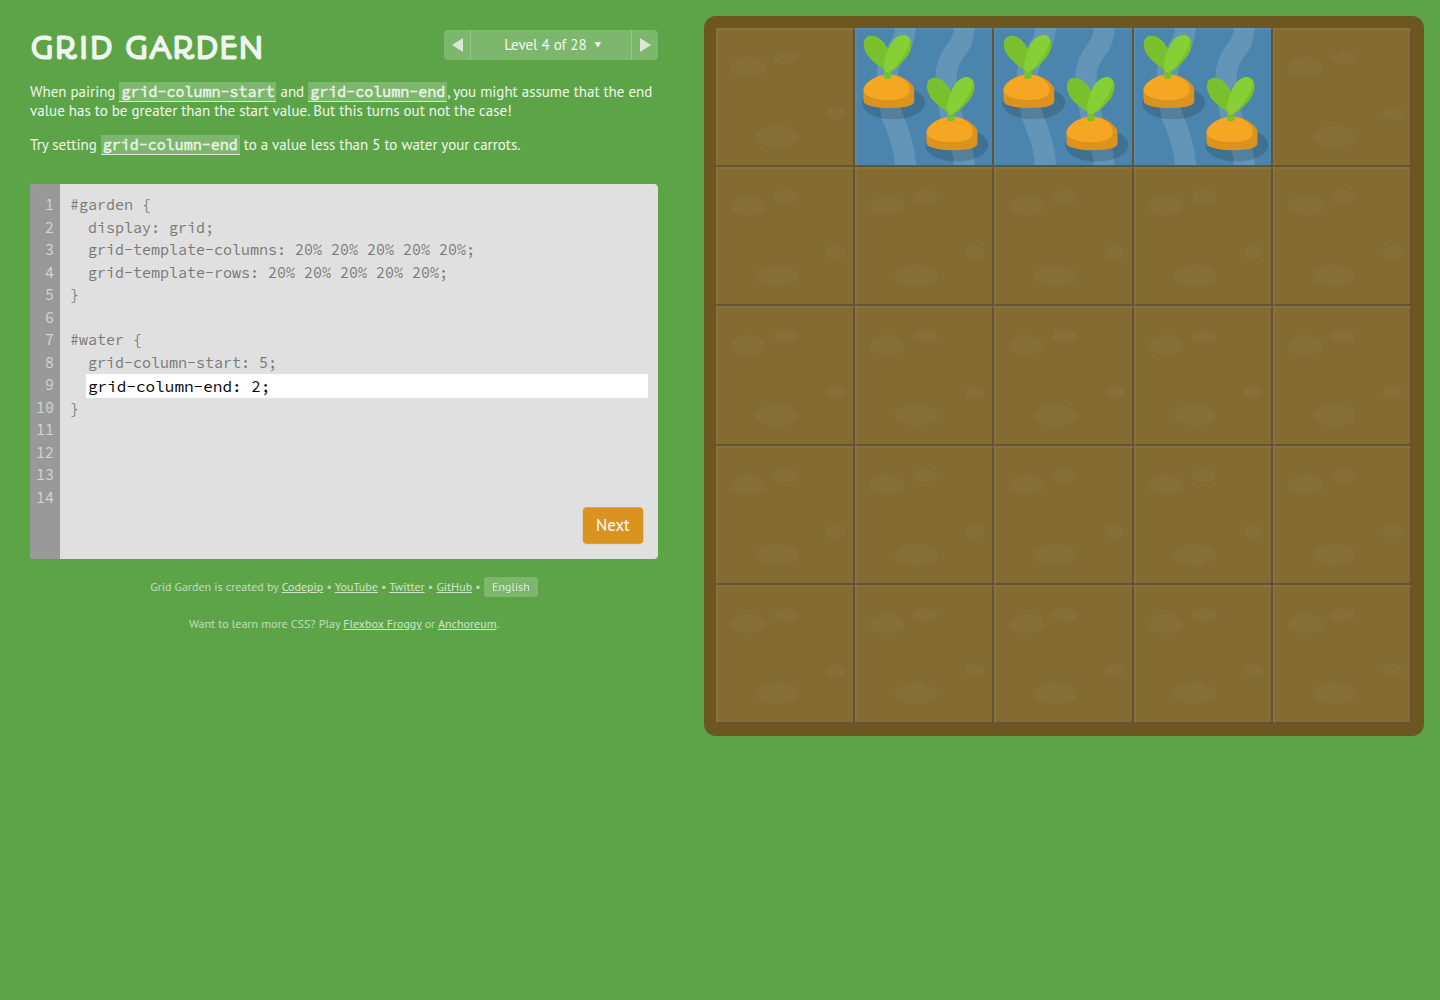 GRID GARDEN
Level 4 of 28 ▼
When pairing grid-column-start and grid-column-end, you might assume that the end
value has to be greater than the start value. But this turns out not the case!
Try setting grid-column-end to a value less than 5 to water your carrots.
1 #garden {
2 display: grid;
3 grid-template-columns: 20% 20% 20% 20% 20%;
4 grid-template-rows: 20% 20% 20% 20% 20%;
5 }
6
7 #water {
8 grid-column-start: 5;
9 grid-column-end: 2;
10 }
11
12
13
14
Next
Grid Garden is created by Codepip • YouTube • Twitter • GitHub • English
Want to learn more CSS? Play Flexbox Froggy or Anchoreum.